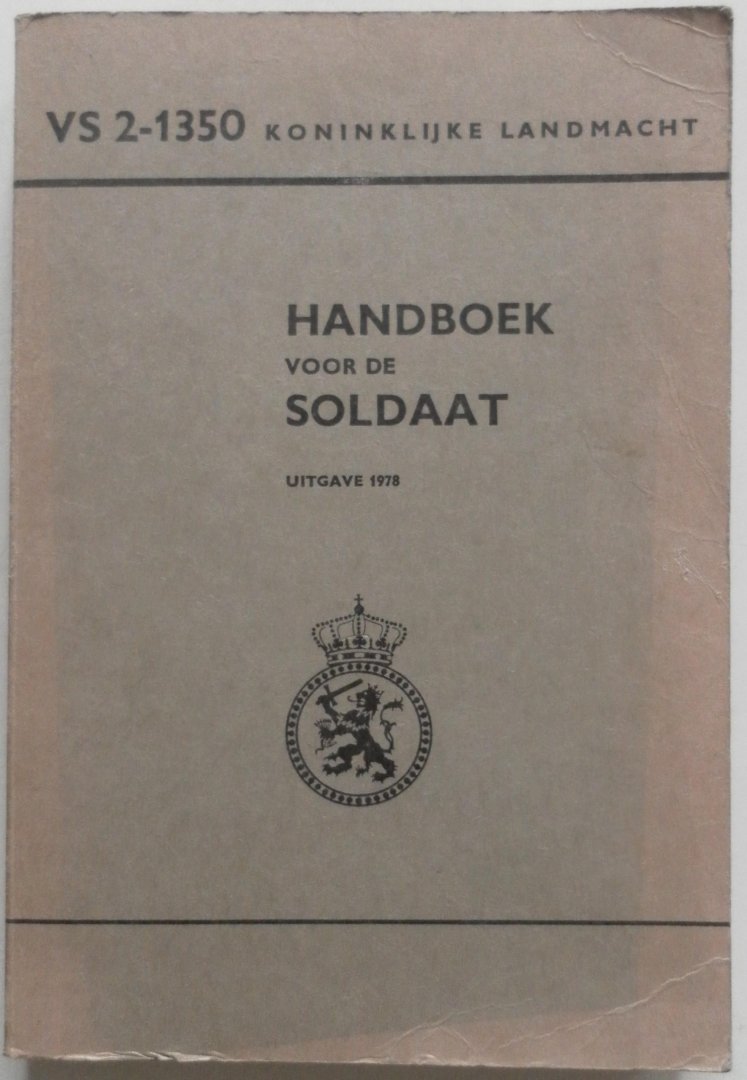 VS 2-1350 KONINKLIJKE LANDMACHT
HANDBOEK
VOOR DE
SOLDAAT
UITGAVE 1978